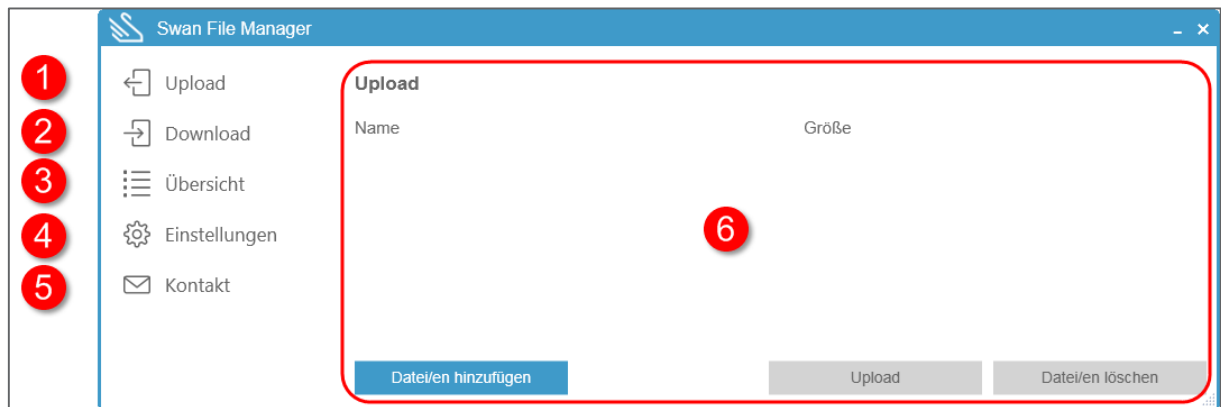 Swan File Manager
1 Upload
2 Download
3 Übersicht
4 Einstellungen
5 Kontakt
Upload
Name Größe
6
Datei/en hinzufügen Upload Datei/en löschen